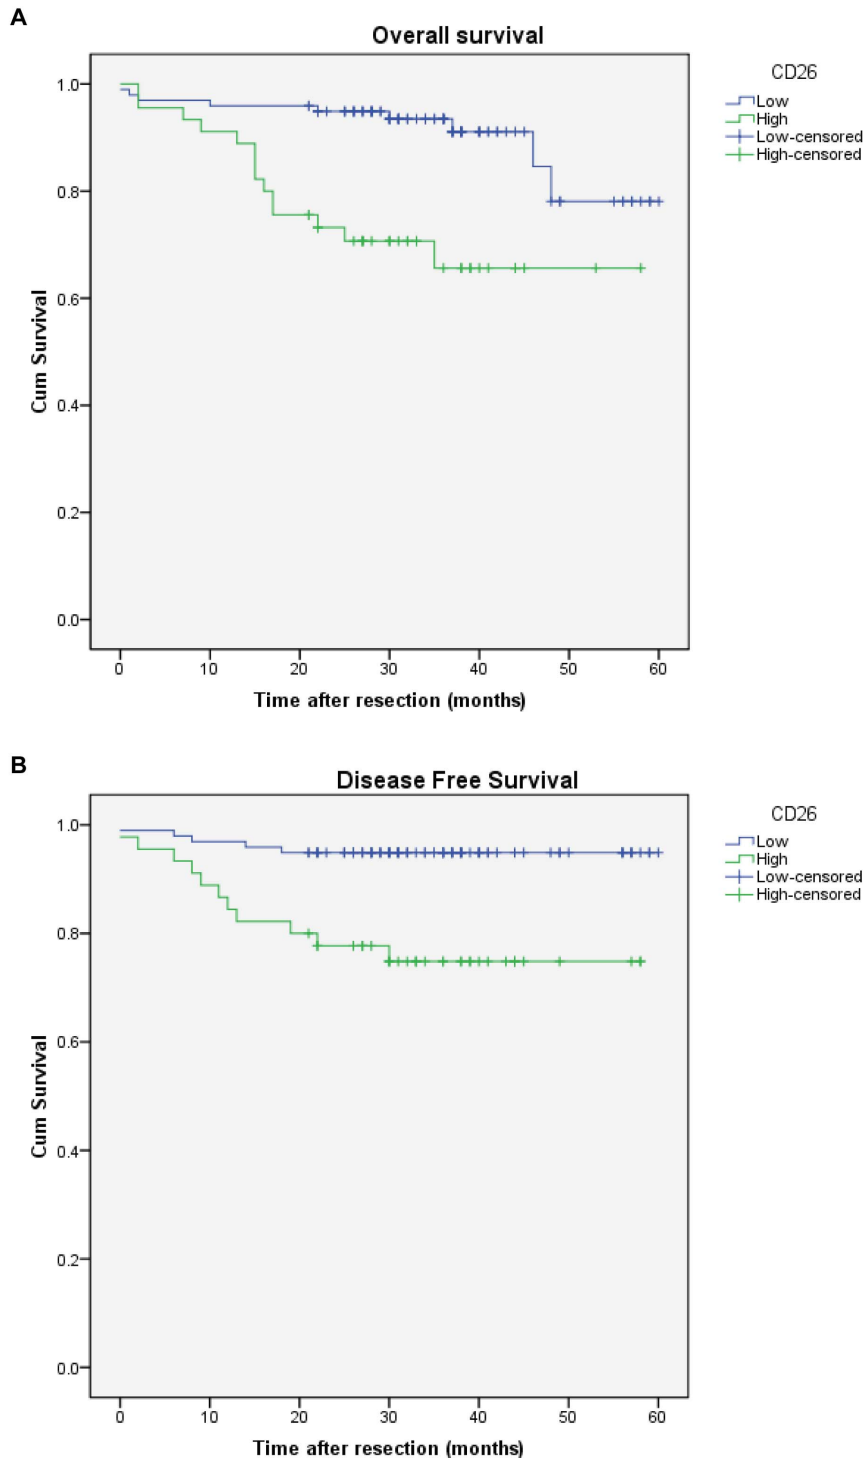 A
Overall survival
CD26
Low
High
Low-censored
High-censored
1.0
0.8
0.6
0.4
0.2
0.0
Cum Survival
0 10 20 30 40 50 60
Time after resection (months)
B
Disease Free Survival
CD26
Low
High
Low-censored
High-censored
1.0
0.8
0.6
0.4
0.2
0.0
Cum Survival
0 10 20 30 40 50 60
Time after resection (months)